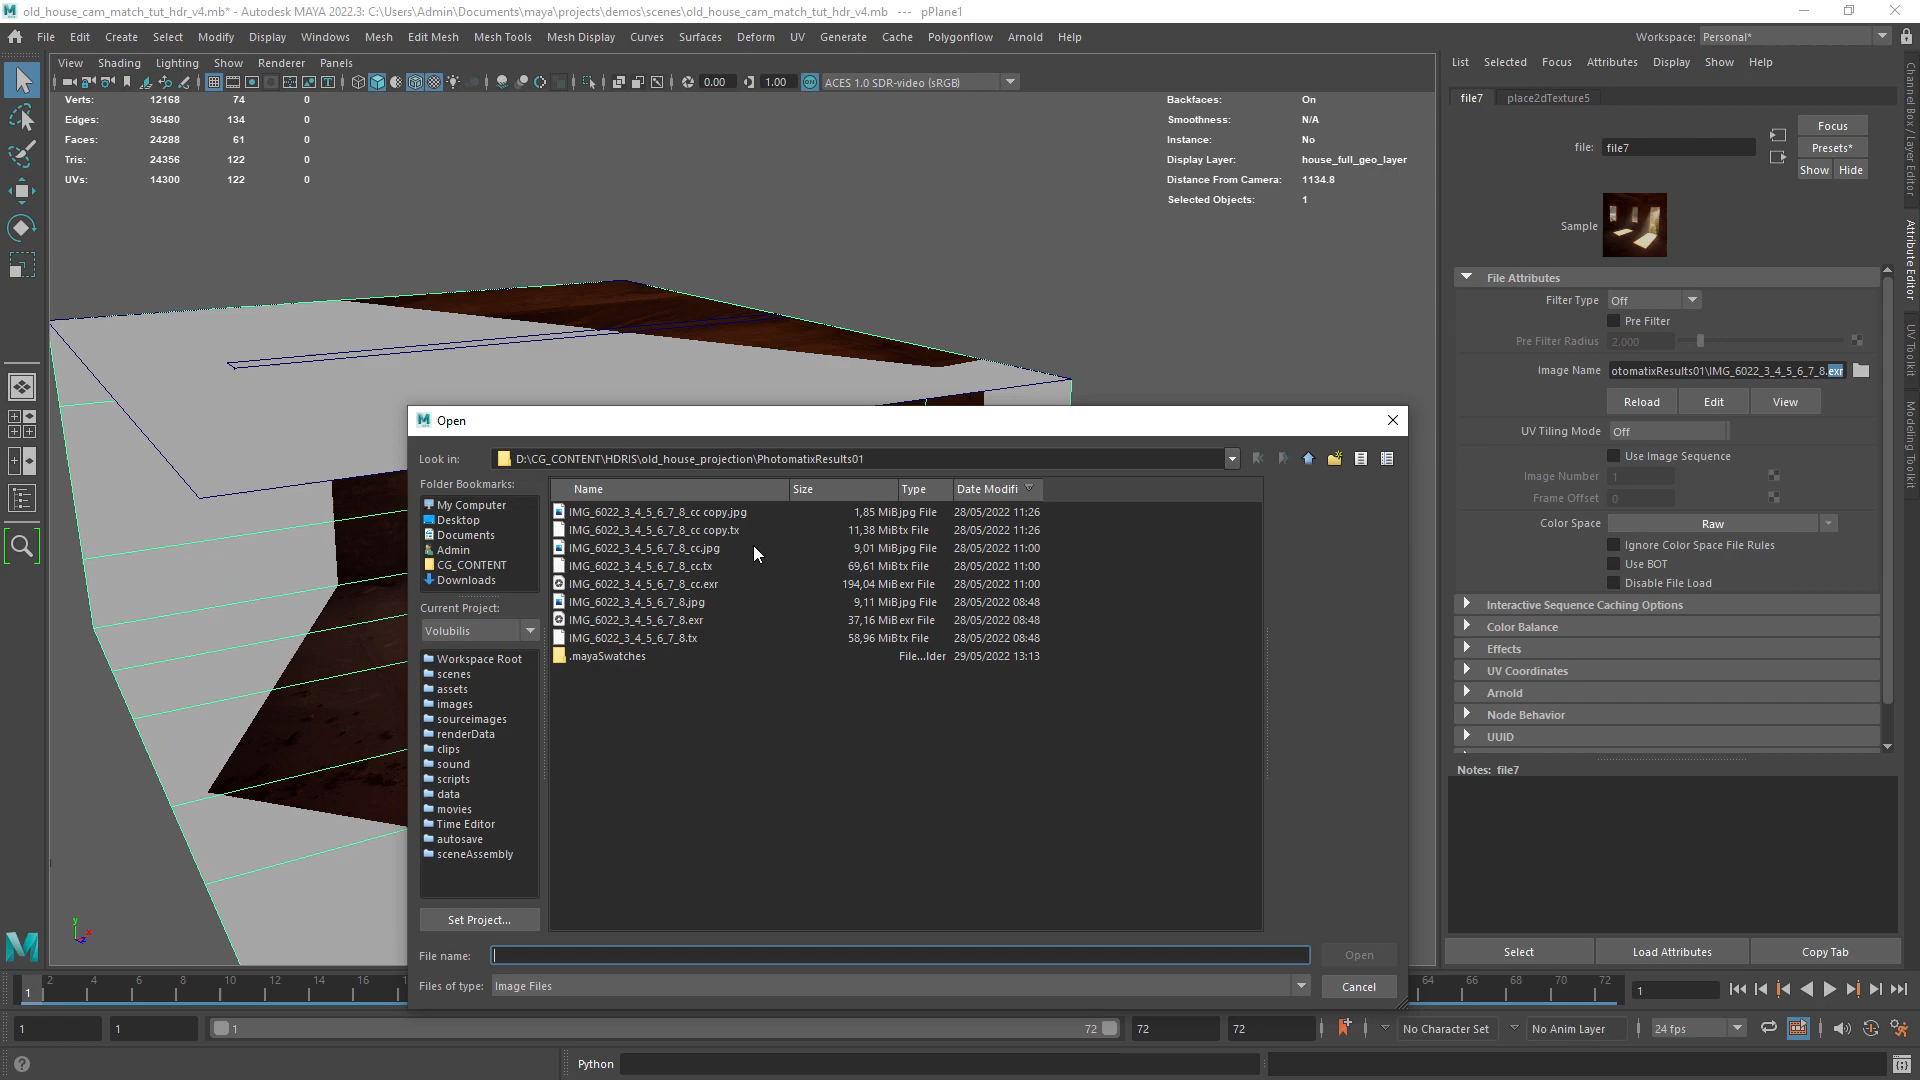 old_house_cam_match_tut_hdr_v4.mb* - Autodesk MAYA 2022.3: C:\Users\Admin\Documents\maya\projects\demos\scenes\old_house_cam_match_tut_hdr_v4.mb --- pPlane1
File Edit Create Select Modify Display Windows Mesh Edit Mesh Mesh Tools Mesh Display Curves Surfaces Deform UV Generate Cache Polygonflow Arnold Help
Workspace: Personal*
View Shading Lighting Show Renderer Panels
0.00 1.00 ACES 1.0 SDR-video (sRGB)
Verts: 12168 74 0
Edges: 36480 134 0
Faces: 24288 61 0
Tris: 24356 122 0
UVs: 14300 122 0
Backfaces: On
Smoothness: N/A
Instance: No
Display Layer: house_full_geo_layer
Distance From Camera: 1134.8
Selected Objects: 1
List Selected Focus Attributes Display Show Help
file7 place2dTexture5
file: file7
Focus
Presets*
Show Hide
Sample
File Attributes
Filter Type Off
Pre Filter
Pre Filter Radius 2.000
Image Name otomatixResults01\IMG_6022_3_4_5_6_7_8.exr
Reload Edit View
UV Tiling Mode Off
Use Image Sequence
Image Number 1
Frame Offset 0
Color Space Raw
Ignore Color Space File Rules
Use BOT
Disable File Load
Interactive Sequence Caching Options
Color Balance
Effects
UV Coordinates
Arnold
Node Behavior
UUID
Notes: file7
Select Load Attributes Copy Tab
Channel Box / Layer Editor
Attribute Editor
UV Toolkit
Modeling Toolkit
Open
Look in: D:\CG_CONTENT\HDRIS\old_house_projection\PhotomatixResults01
Folder Bookmarks:
My Computer
Desktop
Documents
Admin
CG_CONTENT
Downloads
Current Project:
Volubilis
Workspace Root
scenes
assets
images
sourceimages
renderData
clips
sound
scripts
data
movies
Time Editor
autosave
sceneAssembly
Set Project...
Name Size Type Date Modifi
IMG_6022_3_4_5_6_7_8_cc copy.jpg 1,85 MiB jpg File 28/05/2022 11:26
IMG_6022_3_4_5_6_7_8_cc copy.tx 11,38 MiB tx File 28/05/2022 11:26
IMG_6022_3_4_5_6_7_8_cc.jpg 9,01 MiB jpg File 28/05/2022 11:00
IMG_6022_3_4_5_6_7_8_cc.tx 69,61 MiB tx File 28/05/2022 11:00
IMG_6022_3_4_5_6_7_8_cc.exr 194,04 MiB exr File 28/05/2022 11:00
IMG_6022_3_4_5_6_7_8.jpg 9,11 MiB jpg File 28/05/2022 08:48
IMG_6022_3_4_5_6_7_8.exr 37,16 MiB exr File 28/05/2022 08:48
IMG_6022_3_4_5_6_7_8.tx 58,96 MiB tx File 28/05/2022 08:48
.mayaSwatches File...lder 29/05/2022 13:13
File name: Open
Files of type: Image Files Cancel
2 4 6 8 10 12 14 16 64 66 68 70 72
1 1
1 1 1 72 72 72 No Character Set No Anim Layer 24 fps
Python